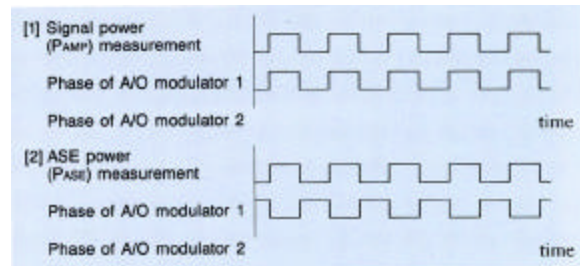 [1] Signal power
(PAMP) measurement
Phase of A/O modulator 1
Phase of A/O modulator 2
time
[2] ASE power
(PASE) measurement
Phase of A/O modulator 1
Phase of A/O modulator 2
time